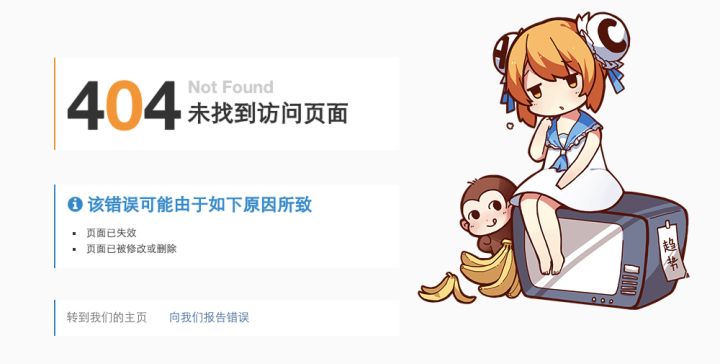 404
Not Found
未找到访问页面
该错误可能由于如下原因所致
页面已失效
页面已被修改或删除
转到我们的主页 向我们报告错误
C
趋势